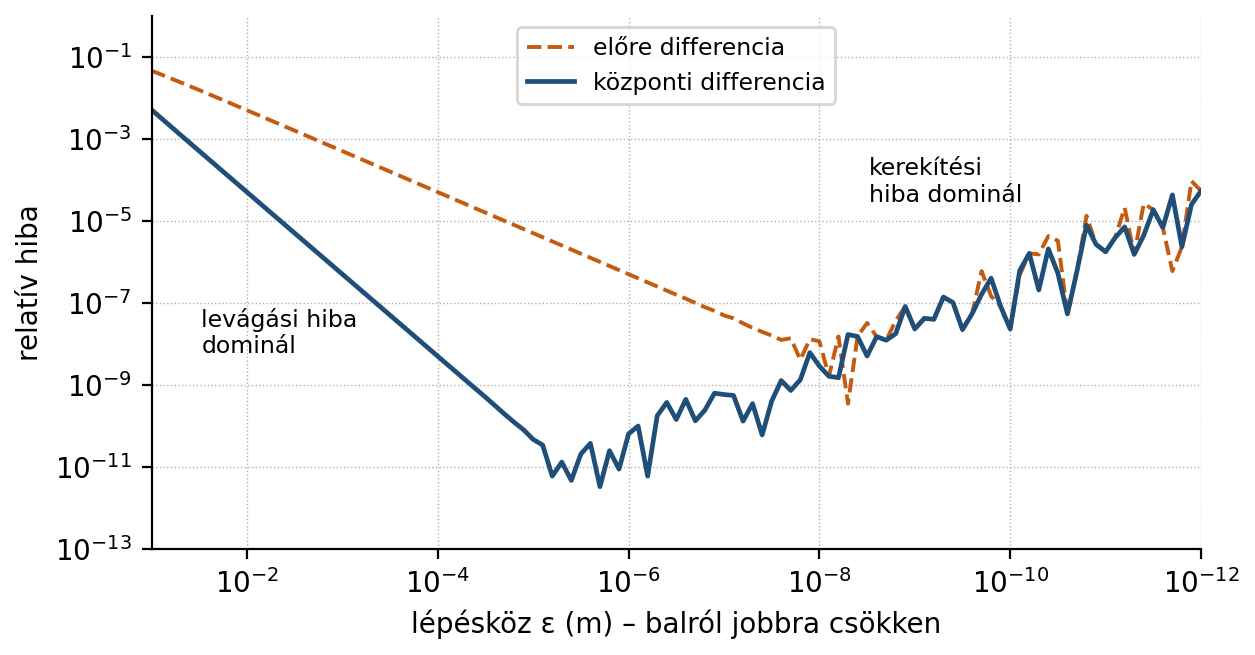 előre differencia
központi differencia
kerekítési
hiba dominál
levágási hiba
dominál
relatív hiba
10⁻¹
10⁻³
10⁻⁵
10⁻⁷
10⁻⁹
10⁻¹¹
10⁻¹³
10⁻²
10⁻⁴
10⁻⁶
10⁻⁸
10⁻¹⁰
10⁻¹²
lépésköz ε (m) – balról jobbra csökken